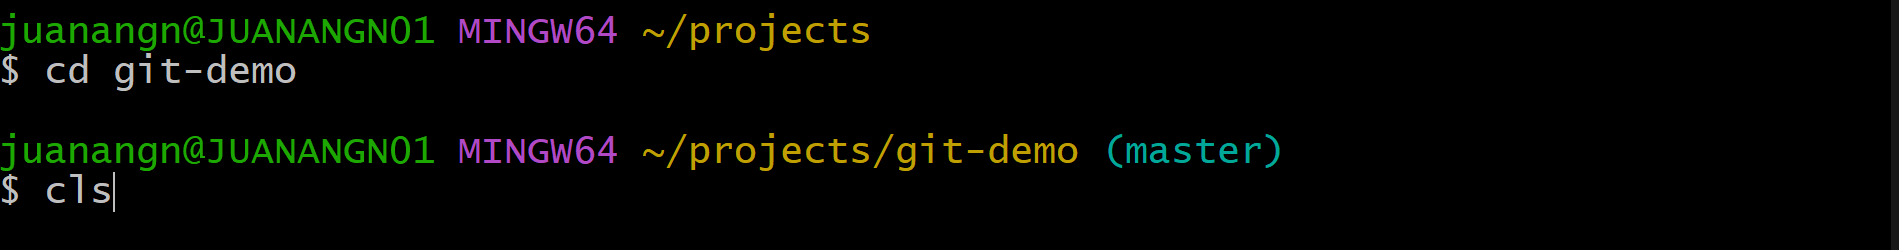 juanangn@JUANANGN01 MINGW64 ~/projects
$ cd git-demo
juanangn@JUANANGN01 MINGW64 ~/projects/git-demo (master)
$ cls